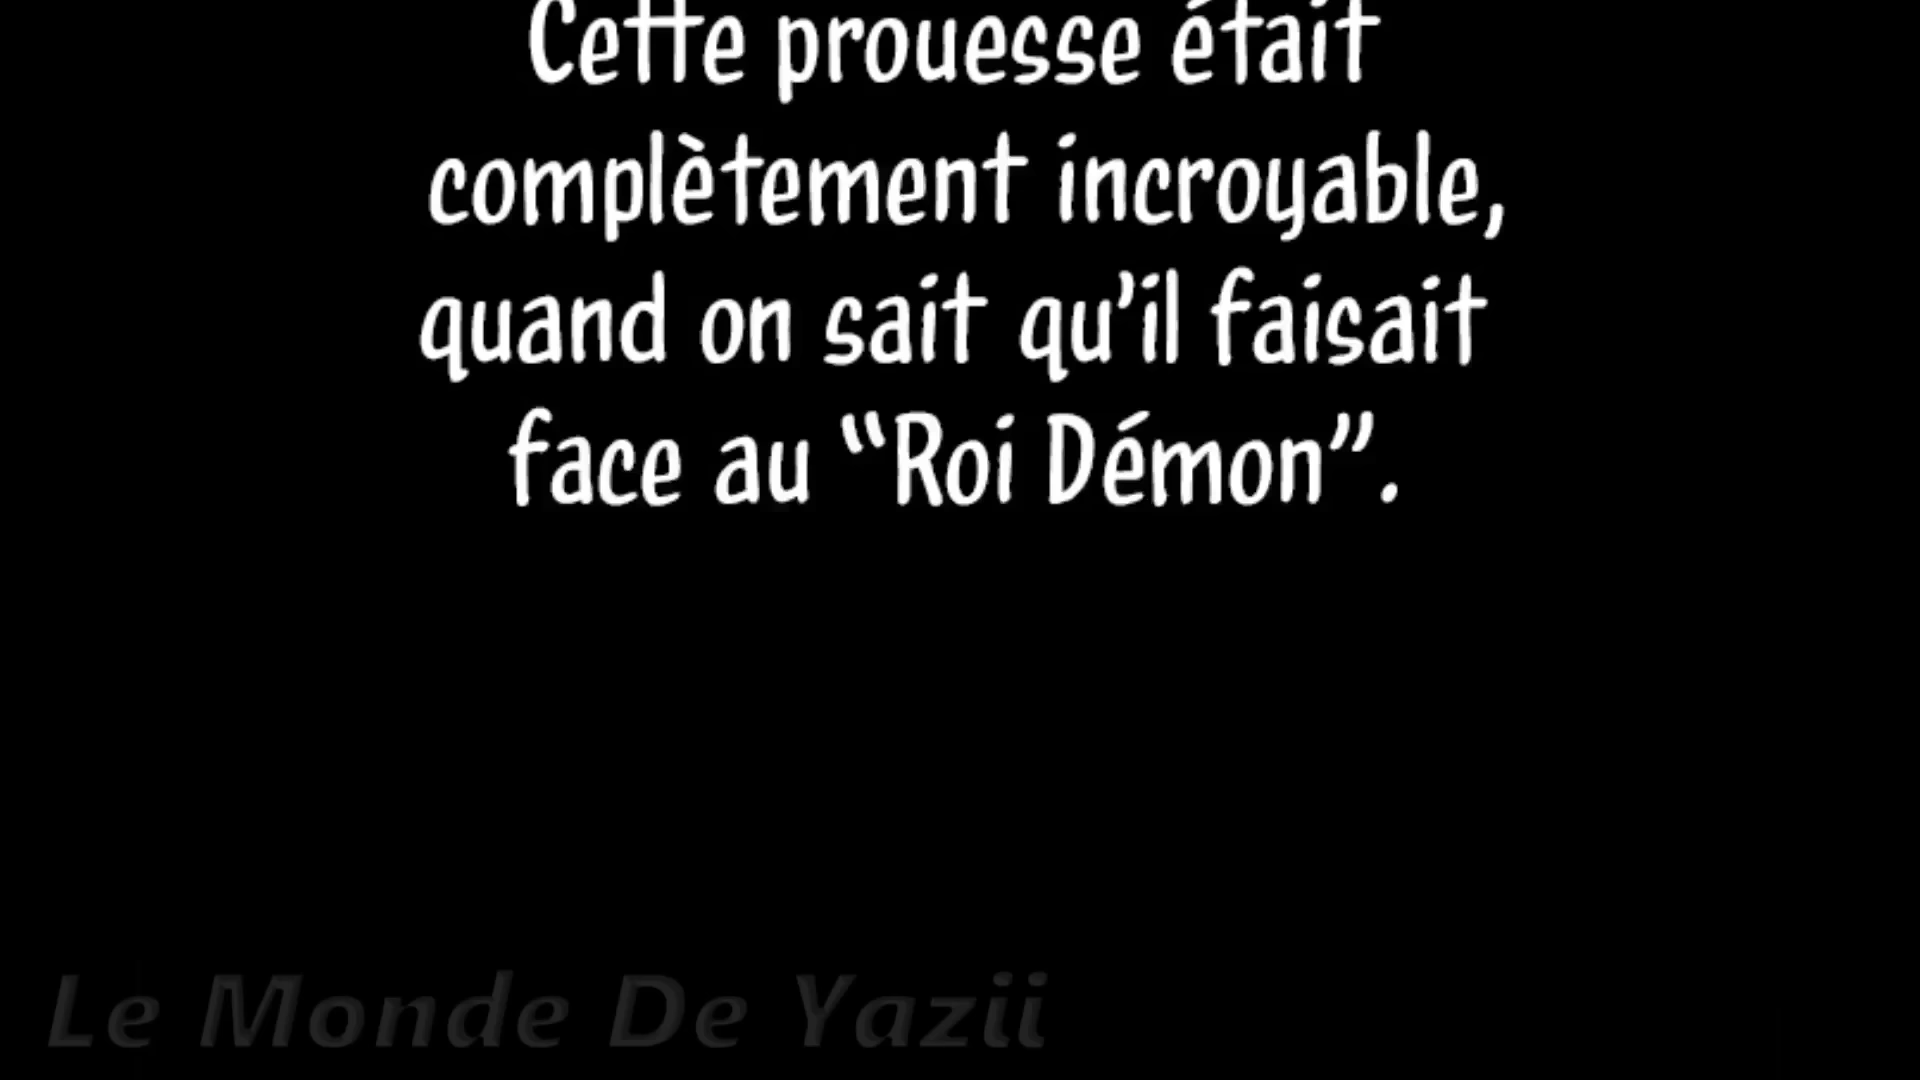 Cette prouesse était
complètement incroyable,
quand on sait qu’il faisait
face au “Roi Démon”.
Le Monde De Yazii